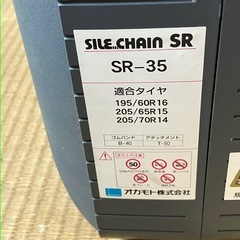 SILE...CHAIN SR
SR-35
適合タイヤ
195/60R16
205/65R15
205/70R14
ゴムバンド アタッチメント
B-40 T-50
50
オカモト株式会社